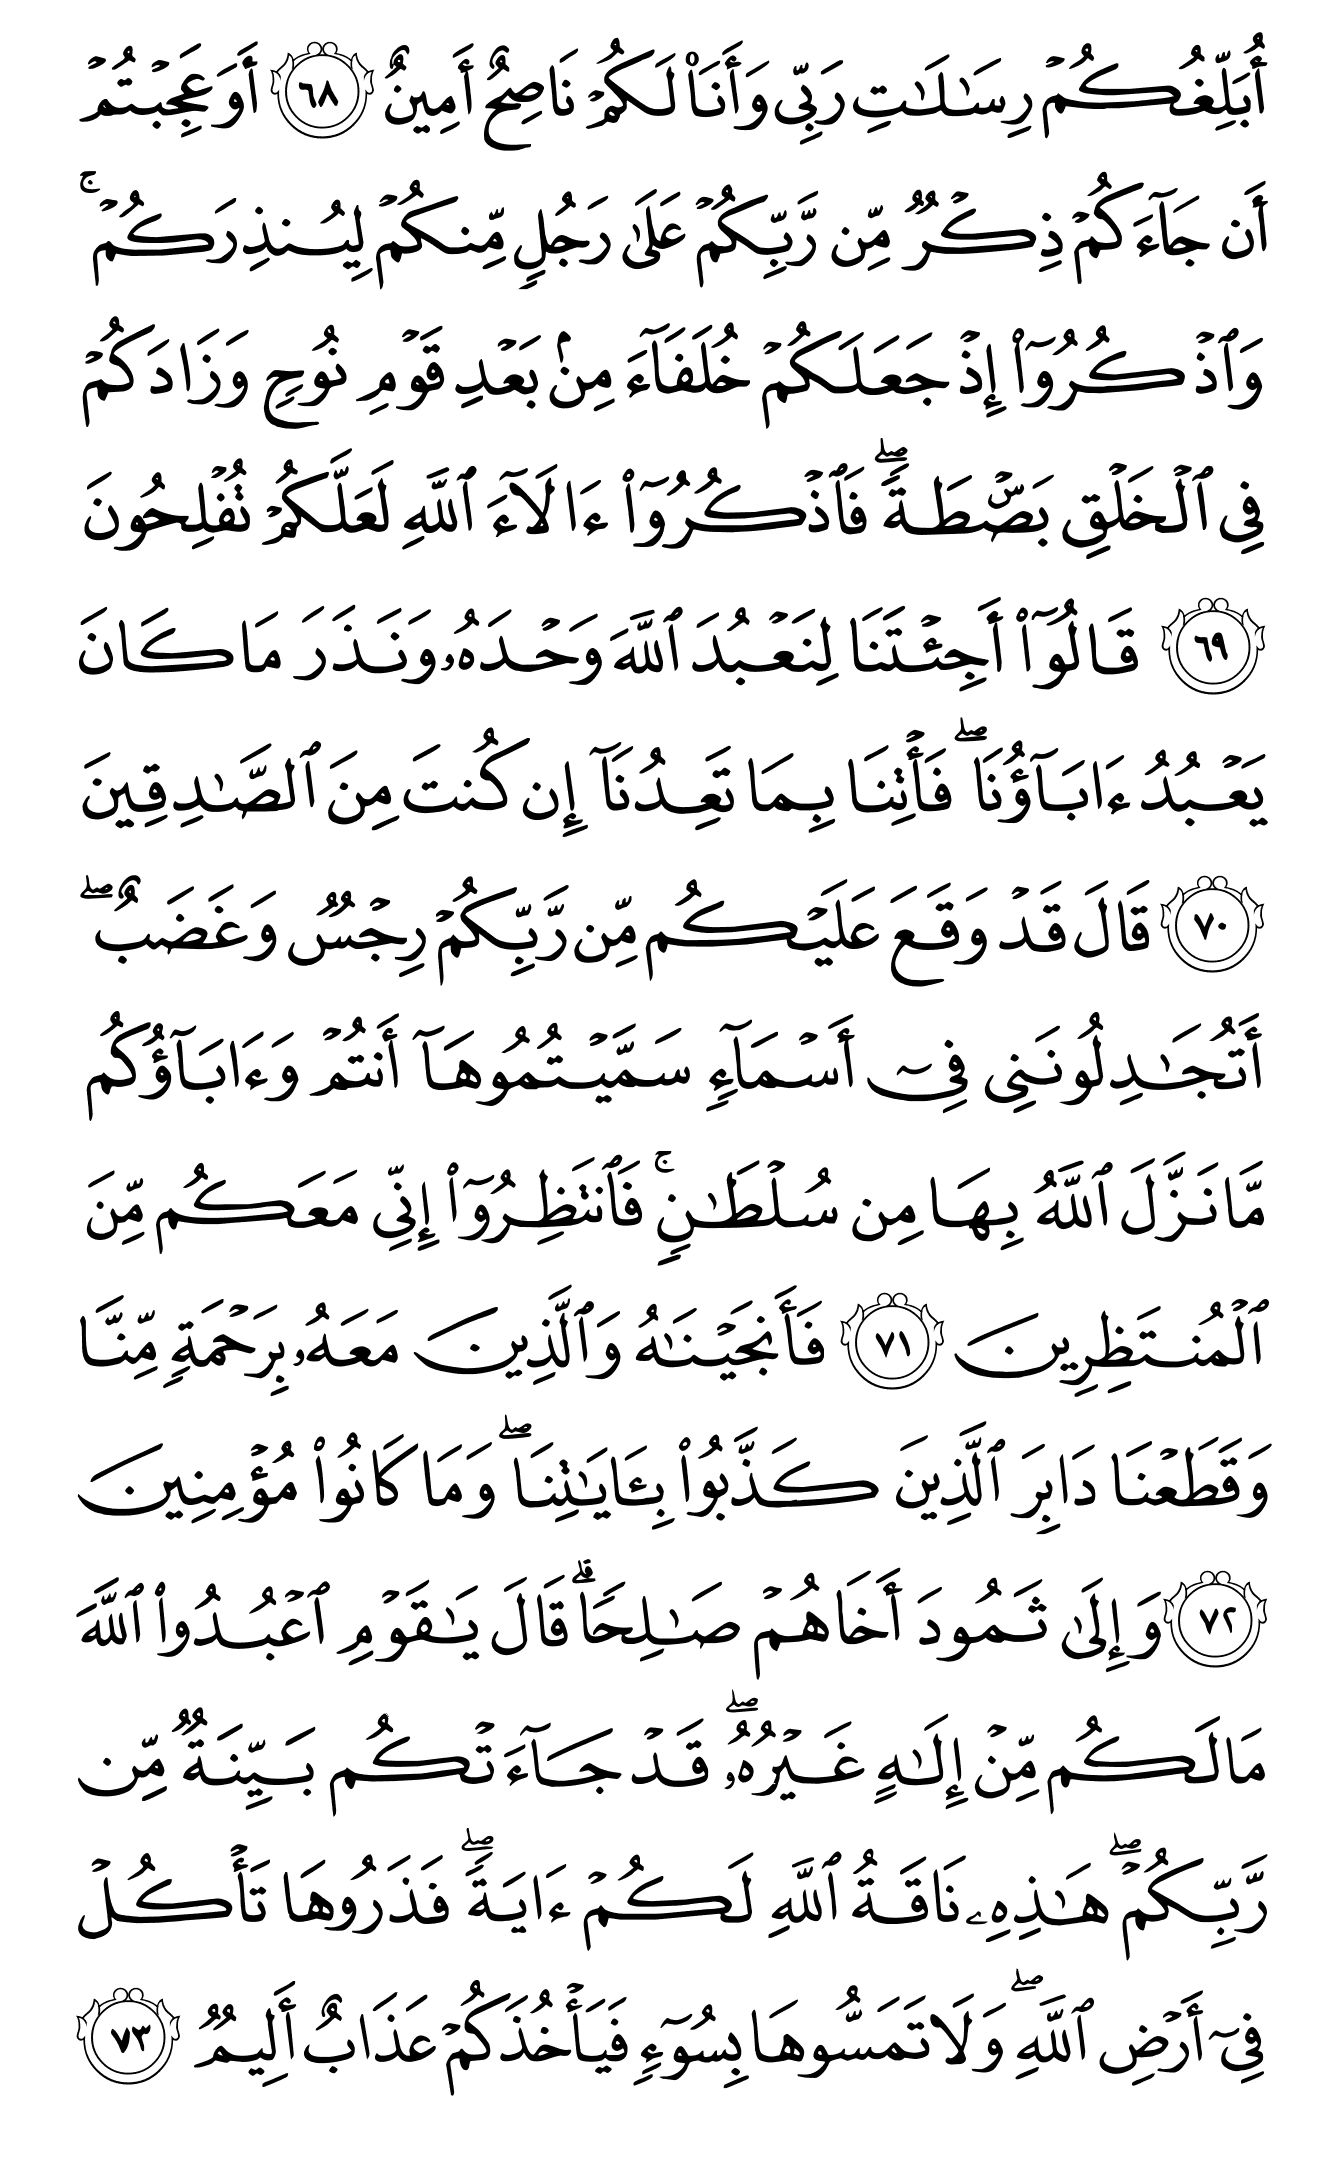 أُبَلِّغُكُمۡ رِسَٰلَٰتِ رَبِّي وَأَنَا۠ لَكُمۡ نَاصِحٌ أَمِينٌ ٦٨ أَوَعَجِبۡتُمۡ
أَن جَآءَكُمۡ ذِكۡرٞ مِّن رَّبِّكُمۡ عَلَىٰ رَجُلٖ مِّنكُمۡ لِيُنذِرَكُمۡۚ
وَٱذۡكُرُوٓاْ إِذۡ جَعَلَكُمۡ خُلَفَآءَ مِنۢ بَعۡدِ قَوۡمِ نُوحٖ وَزَادَكُمۡ
فِي ٱلۡخَلۡقِ بَصۜۡطَةٗۖ فَٱذۡكُرُوٓاْ ءَالَآءَ ٱللَّهِ لَعَلَّكُمۡ تُفۡلِحُونَ
٦٩ قَالُوٓاْ أَجِئۡتَنَا لِنَعۡبُدَ ٱللَّهَ وَحۡدَهُۥ وَنَذَرَ مَا كَانَ
يَعۡبُدُ ءَابَآؤُنَا ۖ فَأۡتِنَا بِمَا تَعِدُنَآ إِن كُنتَ مِنَ ٱلصَّٰدِقِينَ
٧٠ قَالَ قَدۡ وَقَعَ عَلَيۡكُم مِّن رَّبِّكُمۡ رِجۡسٞ وَغَضَبٌۖ
أَتُجَٰدِلُونَنِي فِيٓ أَسۡمَآءٖ سَمَّيۡتُمُوهَآ أَنتُمۡ وَءَابَآؤُكُم
مَّا نَزَّلَ ٱللَّهُ بِهَا مِن سُلۡطَٰنٖۚ فَٱنتَظِرُوٓاْ إِنِّي مَعَكُم مِّنَ
ٱلۡمُنتَظِرِينَ ٧١ فَأَنجَيۡنَٰهُ وَٱلَّذِينَ مَعَهُۥ بِرَحۡمَةٖ مِّنَّا
وَقَطَعۡنَا دَابِرَ ٱلَّذِينَ كَذَّبُواْ بِـَٔايَٰتِنَاۖ وَمَا كَانُواْ مُؤۡمِنِينَ
٧٢ وَإِلَىٰ ثَمُودَ أَخَاهُمۡ صَٰلِحٗاۚ قَالَ يَٰقَوۡمِ ٱعۡبُدُواْ ٱللَّهَ
مَا لَكُم مِّنۡ إِلَٰهٍ غَيۡرُهُۥۖ قَدۡ جَآءَتۡكُم بَيِّنَةٞ مِّن
رَّبِّكُمۡۖ هَٰذِهِۦ نَاقَةُ ٱللَّهِ لَكُمۡ ءَايَةٗۖ فَذَرُوهَا تَأۡكُلۡ
فِيٓ أَرۡضِ ٱللَّهِۖ وَلَا تَمَسُّوهَا بِسُوٓءٖ فَيَأۡخُذَكُمۡ عَذَابٌ أَلِيمٞ ٧٣